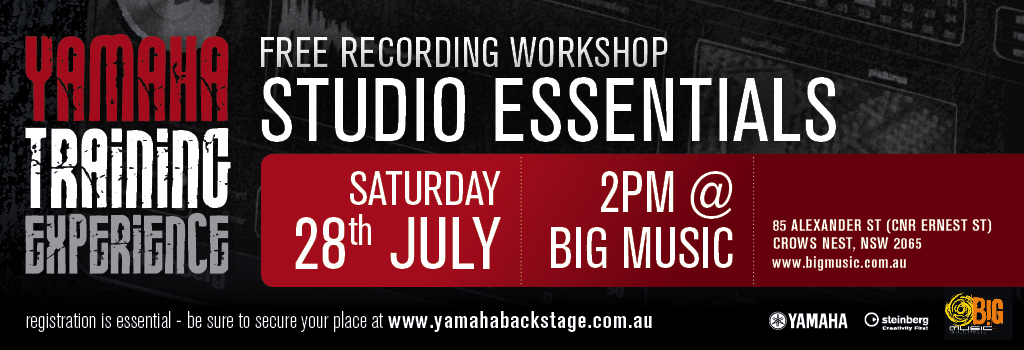 YAMAHA
TRAINING
EXPERIENCE
FREE RECORDING WORKSHOP
STUDIO ESSENTIALS
SATURDAY
28th JULY
2PM @
BIG MUSIC
85 ALEXANDER ST (CNR ERNEST ST)
CROWS NEST, NSW 2065
www.bigmusic.com.au
registration is essential - be sure to secure your place at www.yamahabackstage.com.au
YAMAHA
steinberg
Creativity First
BIG
MUSIC